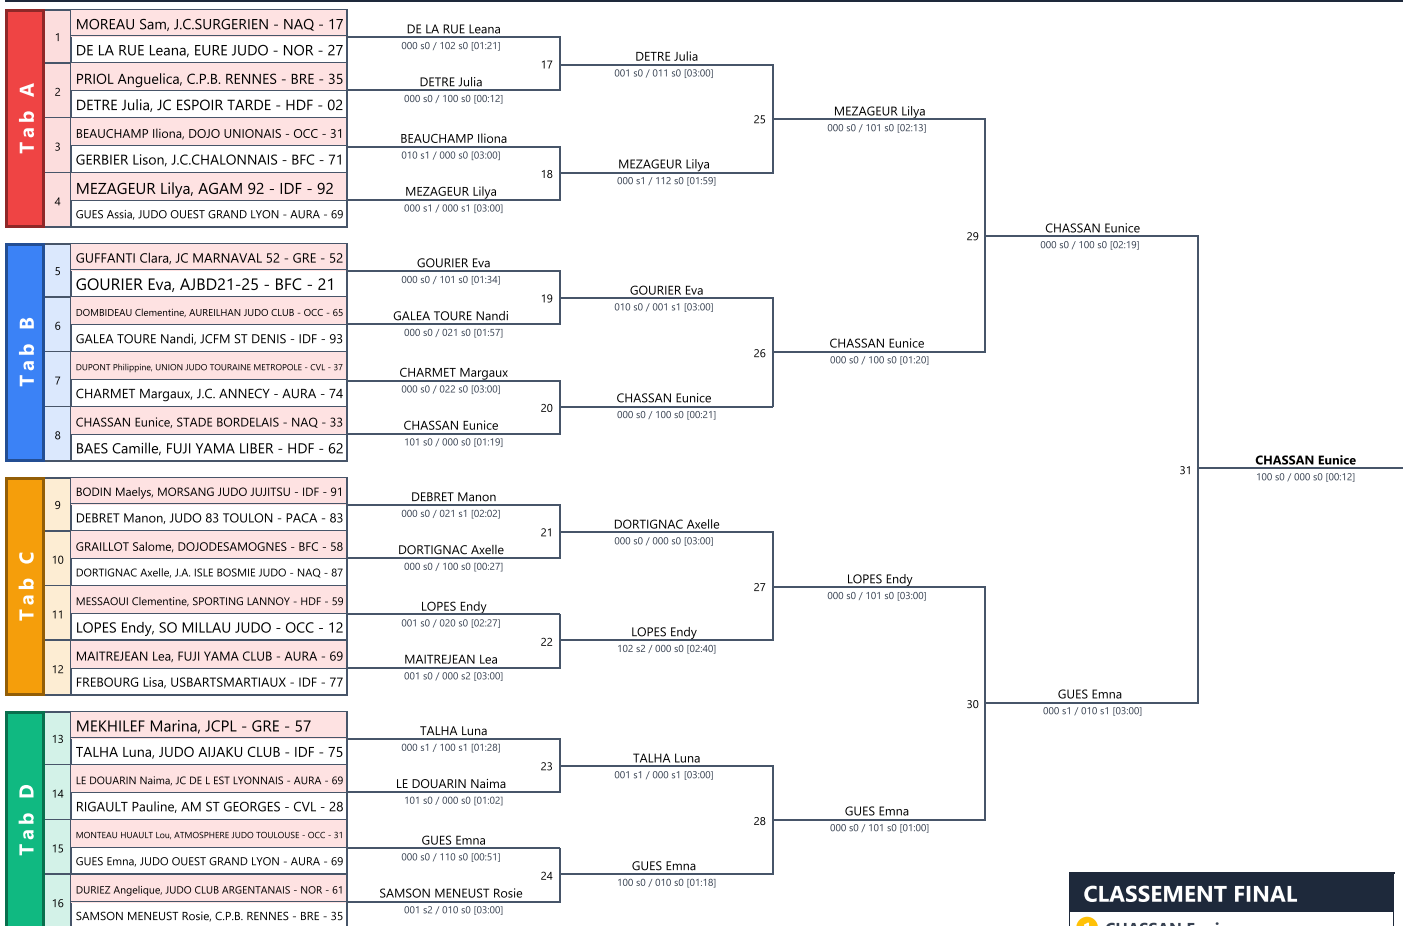 Tab A
1
MOREAU Sam, J.C.SURGERIEN - NAQ - 17
DE LA RUE Leana, EURE JUDO - NOR - 27
2
PRIOL Anguelica, C.P.B. RENNES - BRE - 35
DETRE Julia, JC ESPOIR TARDE - HDF - 02
3
BEAUCHAMP Iliona, DOJO UNIONAIS - OCC - 31
GERBIER Lison, J.C.CHALONNAIS - BFC - 71
4
MEZAGEUR Lilya, AGAM 92 - IDF - 92
GUES Assia, JUDO OUEST GRAND LYON - AURA - 69
Tab B
5
GUFFANTI Clara, JC MARNAVAL 52 - GRE - 52
GOURIER Eva, AJBD21-25 - BFC - 21
6
DOMBIDEAU Clementine, AUREILHAN JUDO CLUB - OCC - 65
GALEA TOURE Nandi, JCFM ST DENIS - IDF - 93
7
DUPONT Philippine, UNION JUDO TOURAINE METROPOLE - CVL - 37
CHARMET Margaux, J.C. ANNECY - AURA - 74
8
CHASSAN Eunice, STADE BORDELAIS - NAQ - 33
BAES Camille, FUJI YAMA LIBER - HDF - 62
Tab C
9
BODIN Maelys, MORSANG JUDO JUJITSU - IDF - 91
DEBRET Manon, JUDO 83 TOULON - PACA - 83
10
GRAILLOT Salome, DOJODESAMOGNES - BFC - 58
DORTIGNAC Axelle, J.A. ISLE BOSMIE JUDO - NAQ - 87
11
MESSAOUI Clementine, SPORTING LANNOY - HDF - 59
LOPES Endy, SO MILLAU JUDO - OCC - 12
12
MAITREJEAN Lea, FUJI YAMA CLUB - AURA - 69
FREBOURG Lisa, USBARTSMARTIAUX - IDF - 77
Tab D
13
MEKHILEF Marina, JCPL - GRE - 57
TALHA Luna, JUDO AIJAKU CLUB - IDF - 75
14
LE DOUARIN Naima, JC DE L EST LYONNAIS - AURA - 69
RIGAULT Pauline, AM ST GEORGES - CVL - 28
15
MONTEAU HUAULT Lou, ATMOSPHERE JUDO TOULOUSE - OCC - 31
GUES Emna, JUDO OUEST GRAND LYON - AURA - 69
16
DURIEZ Angelique, JUDO CLUB ARGENTANAIS - NOR - 61
SAMSON MENEUST Rosie, C.P.B. RENNES - BRE - 35
DE LA RUE Leana
000 s0 / 102 s0 [01:21]
17
DETRE Julia
000 s0 / 100 s0 [00:12]
BEAUCHAMP Iliona
010 s1 / 000 s0 [03:00]
18
MEZAGEUR Lilya
000 s1 / 000 s1 [03:00]
GOURIER Eva
000 s0 / 101 s0 [01:34]
19
GALEA TOURE Nandi
000 s0 / 021 s0 [01:57]
CHARMET Margaux
000 s0 / 022 s0 [03:00]
20
CHASSAN Eunice
101 s0 / 000 s0 [01:19]
DEBRET Manon
000 s0 / 021 s1 [02:02]
21
DORTIGNAC Axelle
000 s0 / 100 s0 [00:27]
LOPES Endy
001 s0 / 020 s0 [02:27]
22
MAITREJEAN Lea
001 s0 / 000 s2 [03:00]
TALHA Luna
000 s1 / 100 s1 [01:28]
23
LE DOUARIN Naima
101 s0 / 000 s0 [01:02]
GUES Emna
000 s0 / 110 s0 [00:51]
24
SAMSON MENEUST Rosie
001 s2 / 010 s0 [03:00]
DETRE Julia
001 s0 / 011 s0 [03:00]
25
MEZAGEUR Lilya
000 s1 / 112 s0 [01:59]
GOURIER Eva
010 s0 / 001 s1 [03:00]
26
CHASSAN Eunice
000 s0 / 100 s0 [00:21]
DORTIGNAC Axelle
000 s0 / 000 s0 [03:00]
27
LOPES Endy
102 s2 / 000 s0 [02:40]
TALHA Luna
001 s1 / 000 s1 [03:00]
28
GUES Emna
100 s0 / 010 s0 [01:18]
MEZAGEUR Lilya
000 s0 / 101 s0 [02:13]
29
CHASSAN Eunice
000 s0 / 100 s0 [01:20]
LOPES Endy
000 s0 / 101 s0 [03:00]
30
GUES Emna
000 s0 / 101 s0 [01:00]
CHASSAN Eunice
000 s0 / 100 s0 [02:19]
31
GUES Emna
000 s1 / 010 s1 [03:00]
CHASSAN Eunice
100 s0 / 000 s0 [00:12]
CLASSEMENT FINAL
CHASSAN Eunice